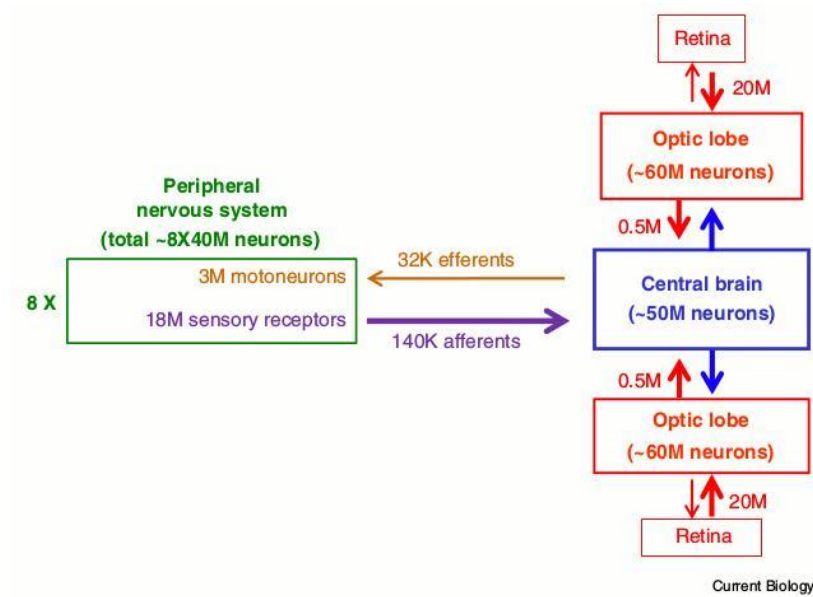 Retina
20M
Optic lobe
(~60M neurons)
0.5M
Peripheral
nervous system
(total ~8X40M neurons)
8 X
3M motoneurons
18M sensory receptors
32K efferents
140K afferents
Central brain
(~50M neurons)
0.5M
Optic lobe
(~60M neurons)
20M
Retina
Current Biology